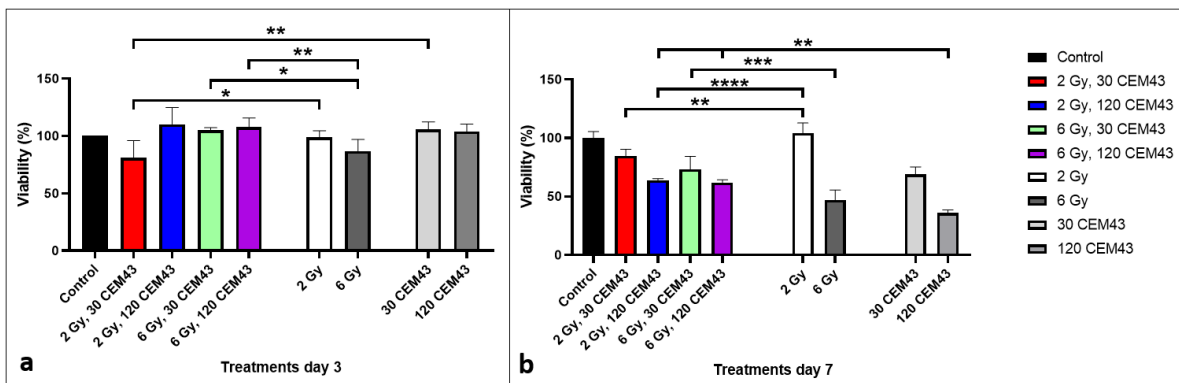 **
**
*
*
150
100
50
0
Viability (%)
Control
2 Gy, 30 CEM43
2 Gy, 120 CEM43
6 Gy, 30 CEM43
6 Gy, 120 CEM43
2 Gy
6 Gy
30 CEM43
120 CEM43
a
Treatments day 3
**
***
****
**
150
100
50
0
Viability (%)
Control
2 Gy, 30 CEM43
2 Gy, 120 CEM43
6 Gy, 30 CEM43
6 Gy, 120 CEM43
2 Gy
6 Gy
30 CEM43
120 CEM43
b
Treatments day 7
Control
2 Gy, 30 CEM43
2 Gy, 120 CEM43
6 Gy, 30 CEM43
6 Gy, 120 CEM43
2 Gy
6 Gy
30 CEM43
120 CEM43